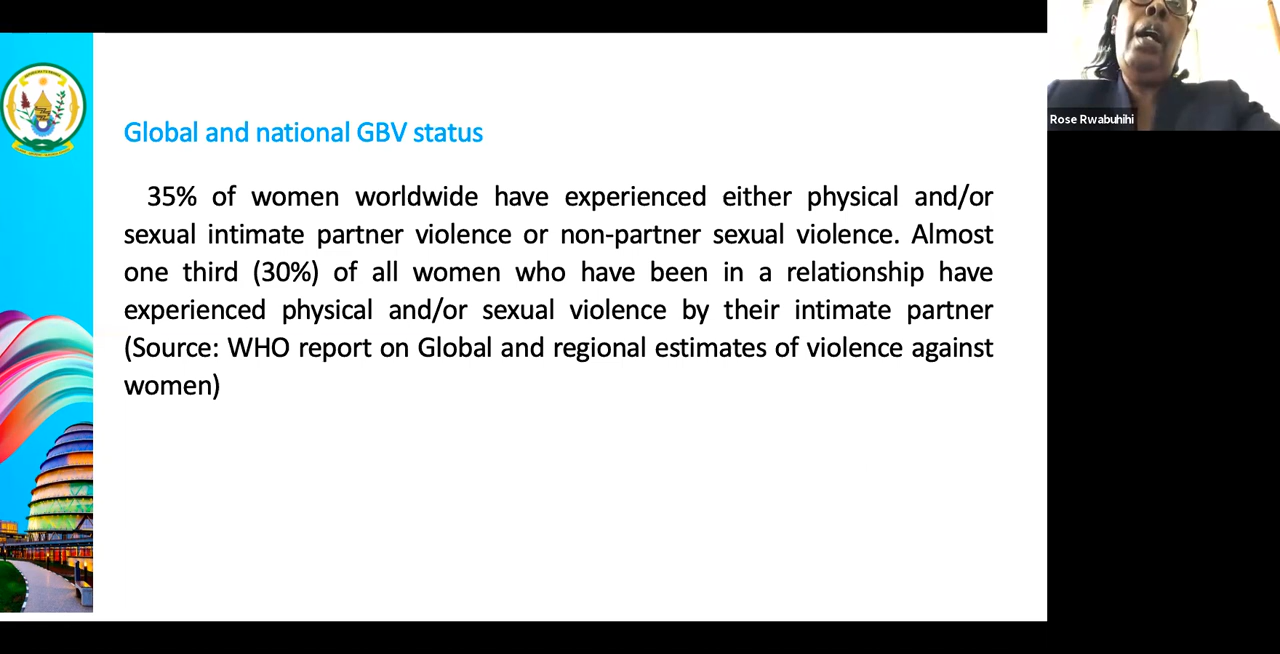 Global and national GBV status
35% of women worldwide have experienced either physical and/or
sexual intimate partner violence or non-partner sexual violence. Almost
one third (30%) of all women who have been in a relationship have
experienced physical and/or sexual violence by their intimate partner
(Source: WHO report on Global and regional estimates of violence against
women)
Rose Rwabuhihi